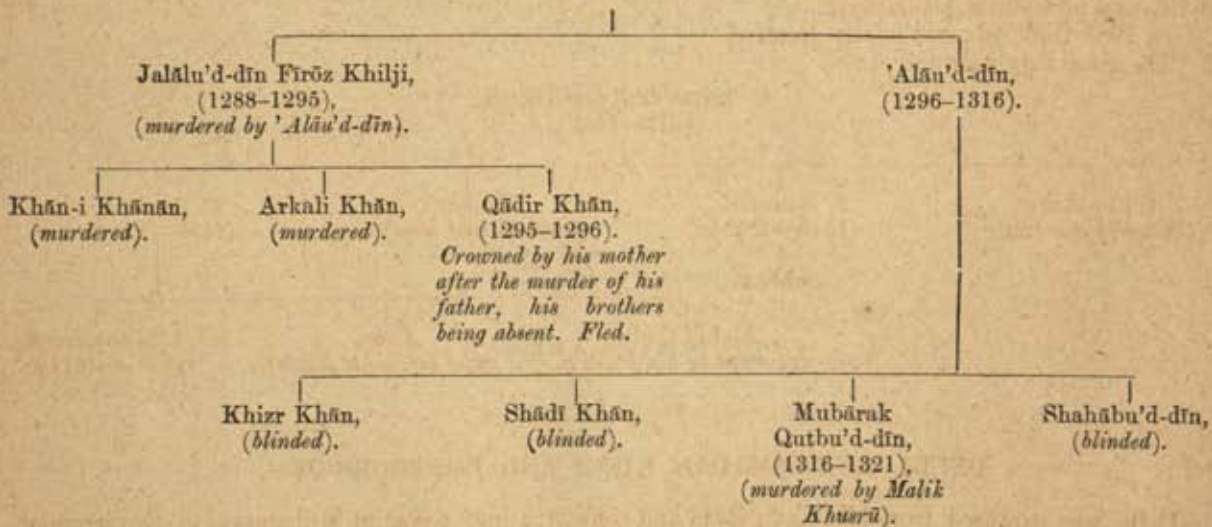 Jalālu'd-dīn Fīrōz Khilji,
(1288–1295),
(murdered by 'Alāu'd-dīn).
'Alāu'd-dīn,
(1296–1316).
Khān-i Khānān,
(murdered).
Arkali Khān,
(murdered).
Qādir Khān,
(1295–1296).
Crowned by his mother
after the murder of his
father, his brothers
being absent. Fled.
Khizr Khān,
(blinded).
Shādī Khān,
(blinded).
Mubārak
Qutbu'd-dīn,
(1316–1321),
(murdered by Malik
Khusrū).
Shahābu'd-dīn,
(blinded).